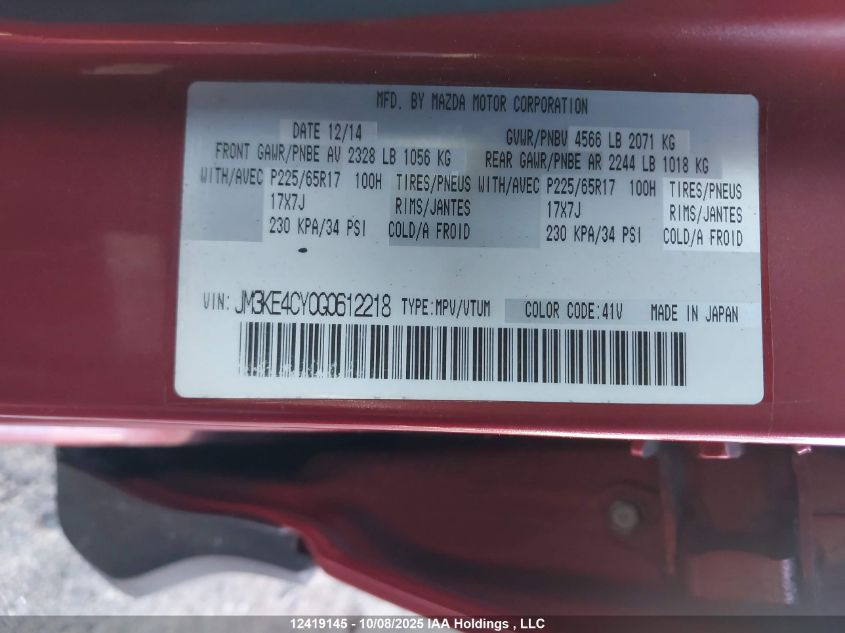 MFD. BY MAZDA MOTOR CORPORATION
DATE 12/14 GVWR/PNBV 4566 LB 2071 KG
FRONT GAWR/PNBE AV 2328 LB 1056 KG REAR GAWR/PNBE AR 2244 LB 1018 KG
WITH/AVEC P225/65R17 100H TIRES/PNEUS WITH/AVEC P225/65R17 100H TIRES/PNEUS
17X7J RIMS/JANTES 17X7J RIMS/JANTES
230 KPA/34 PSI COLD/A FROID 230 KPA/34 PSI COLD/A FROID
VIN: JM3KE4CY0G0612218 TYPE:MPV/VTUM COLOR CODE:41V MADE IN JAPAN
12419145 - 10/08/2025 IAA Holdings , LLC